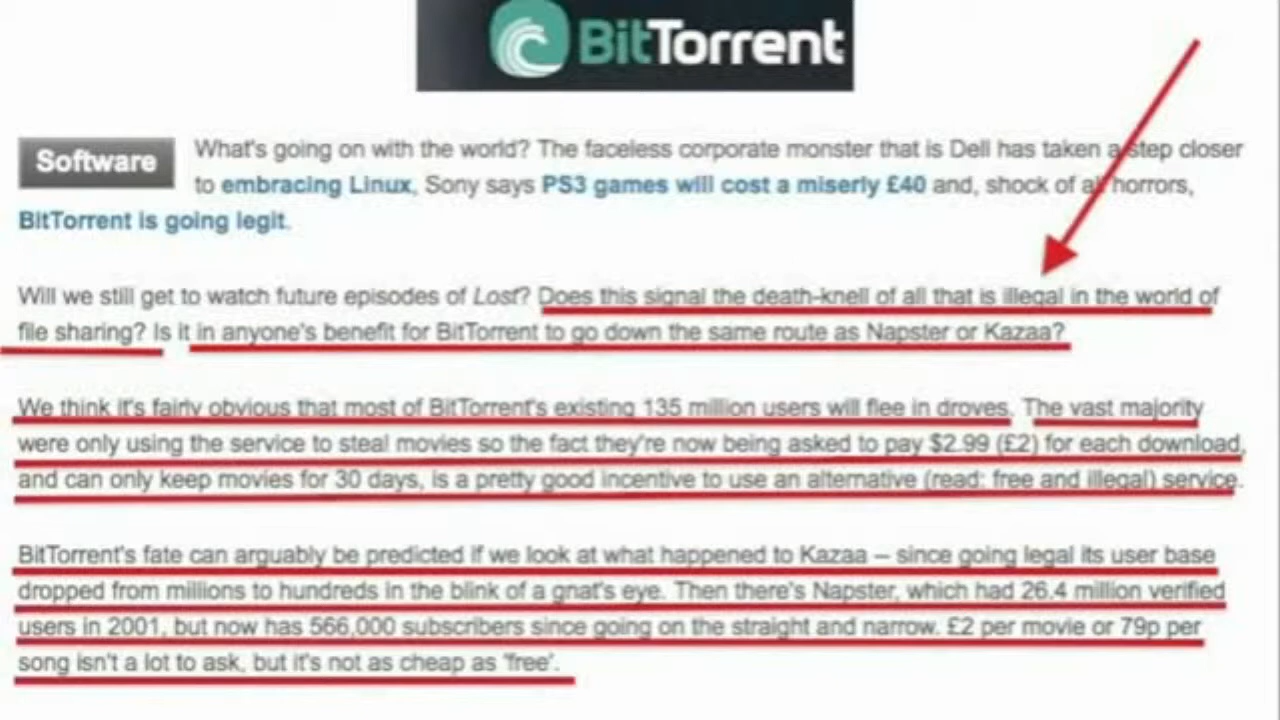 BitTorrent
Software
What's going on with the world? The faceless corporate monster that is Dell has taken a step closer
to embracing Linux, Sony says PS3 games will cost a miserly £40 and, shock of all horrors,
BitTorrent is going legit.
Will we still get to watch future episodes of Lost? Does this signal the death-knell of all that is illegal in the world of
file sharing? Is it in anyone's benefit for BitTorrent to go down the same route as Napster or Kazaa?
We think it's fairly obvious that most of BitTorrent's existing 135 million users will flee in droves. The vast majority
were only using the service to steal movies so the fact they're now being asked to pay $2.99 (£2) for each download,
and can only keep movies for 30 days, is a pretty good incentive to use an alternative (read: free and illegal) service.
BitTorrent's fate can arguably be predicted if we look at what happened to Kazaa – since going legal its user base
dropped from millions to hundreds in the blink of a gnat's eye. Then there's Napster, which had 26.4 million verified
users in 2001, but now has 566,000 subscribers since going on the straight and narrow. £2 per movie or 79p per
song isn't a lot to ask, but it's not as cheap as 'free'.